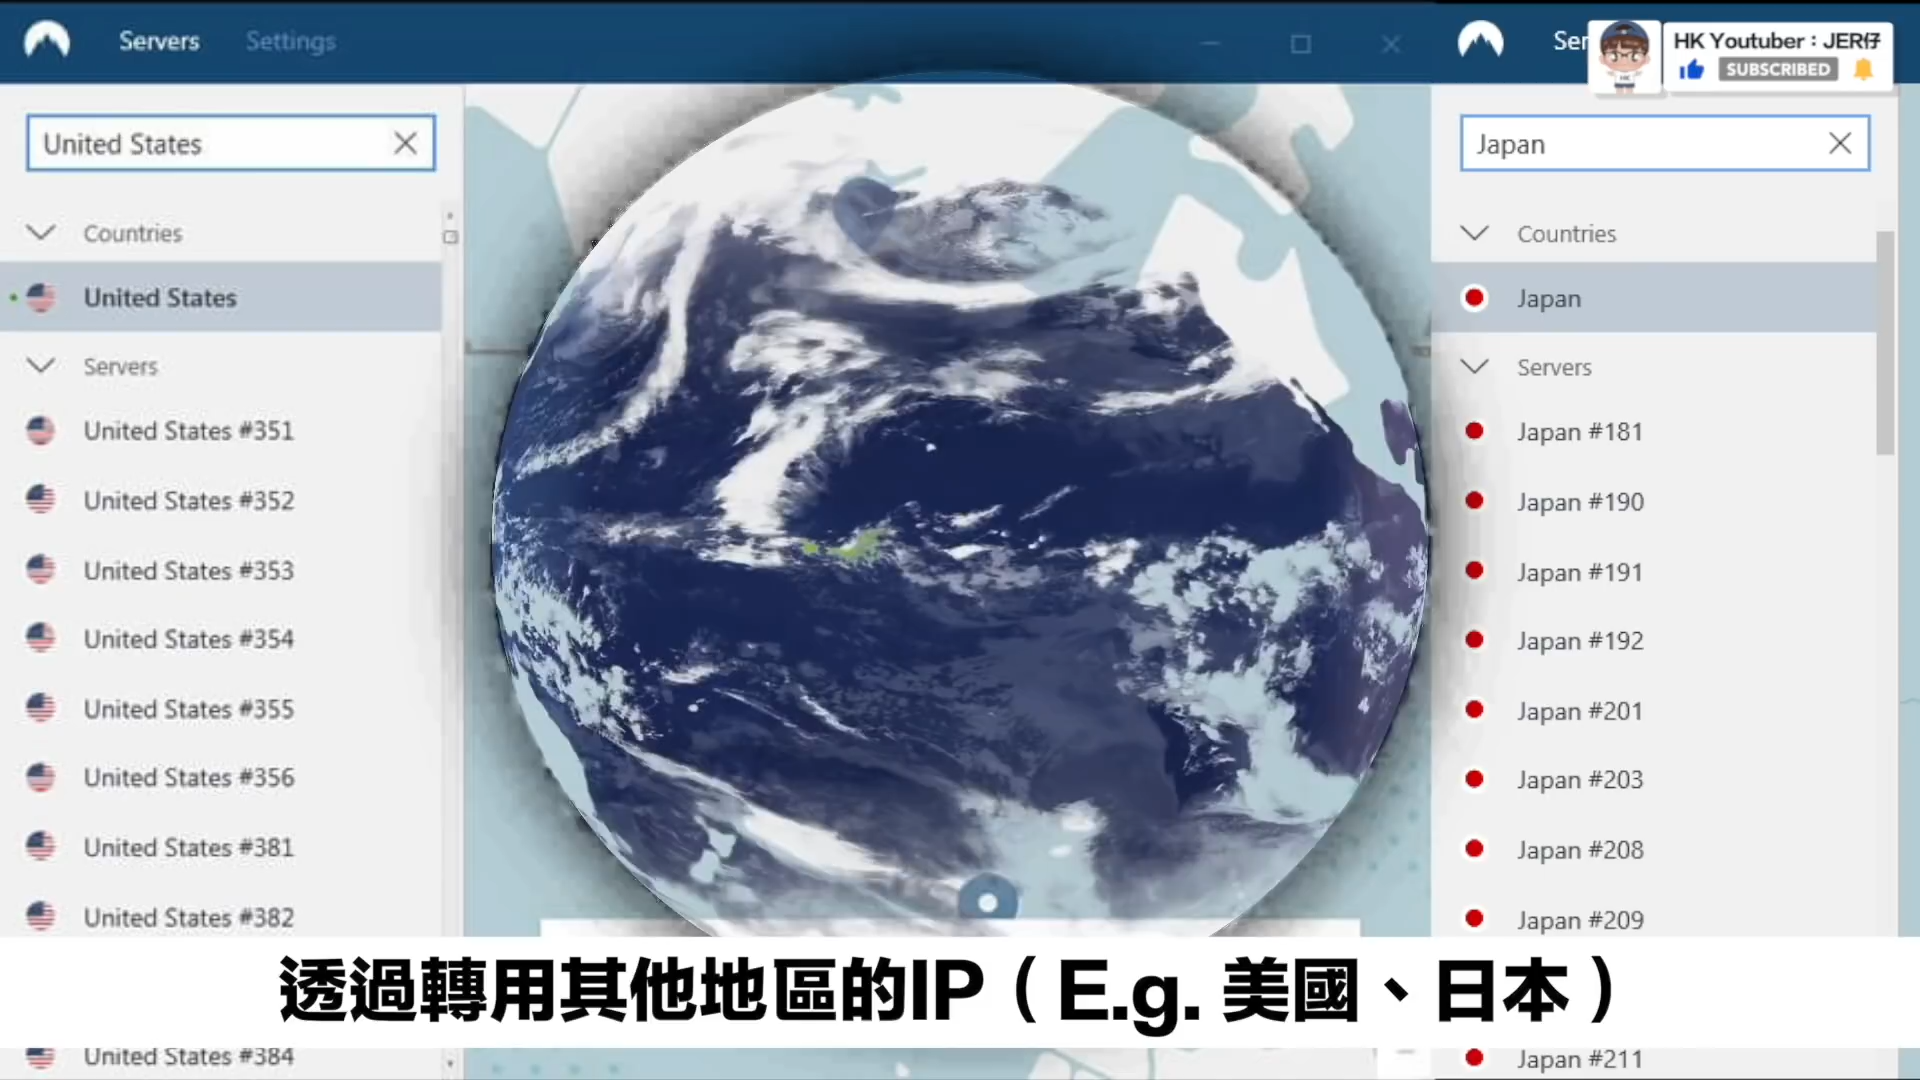 Servers
Settings
United States
Countries
United States
Servers
United States #351
United States #352
United States #353
United States #354
United States #355
United States #356
United States #381
United States #382
United States #384
HK Youtuber：JER仔
SUBSCRIBED
Japan
Countries
Japan
Servers
Japan #181
Japan #190
Japan #191
Japan #192
Japan #201
Japan #203
Japan #208
Japan #209
Japan #211
透過轉用其他地區的IP（E.g. 美國、日本）